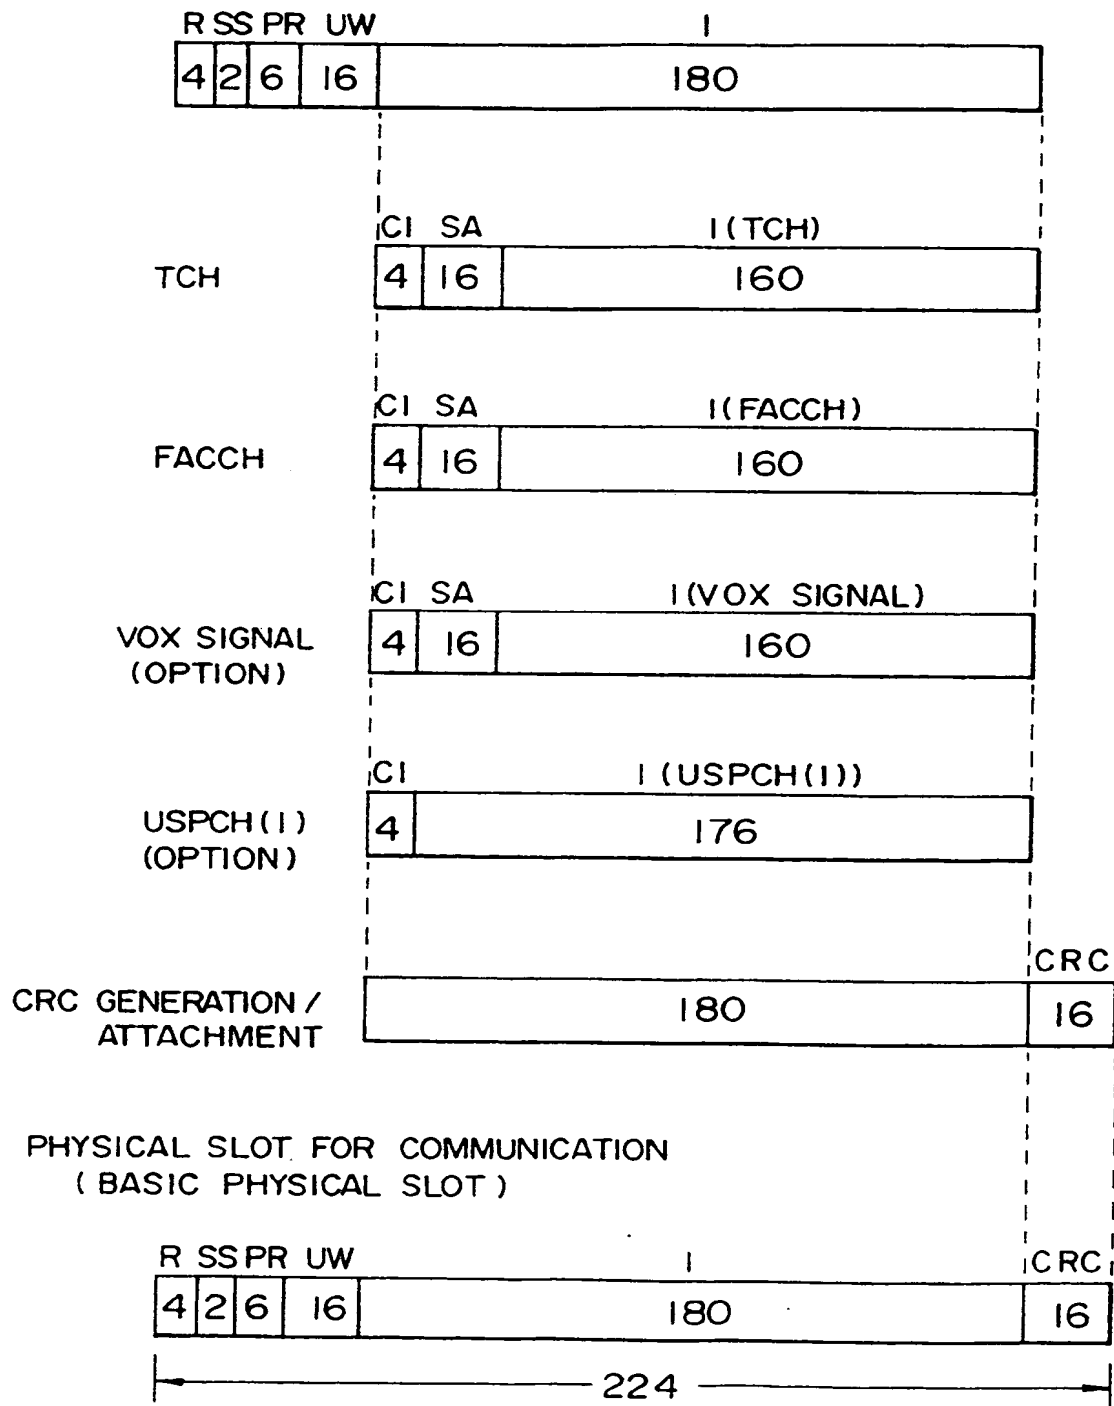 R SS PR UW I
4 2 6 16 180
CI SA I(TCH)
TCH 4 16 160
CI SA I(FACCH)
FACCH 4 16 160
CI SA I(VOX SIGNAL)
VOX SIGNAL 4 16 160
(OPTION)
CI I(USPCH(1))
USPCH(1) 4 176
(OPTION)
CRC
CRC GENERATION/ 180 16
ATTACHMENT
PHYSICAL SLOT FOR COMMUNICATION
(BASIC PHYSICAL SLOT)
R SS PR UW I CRC
4 2 6 16 180 16
224